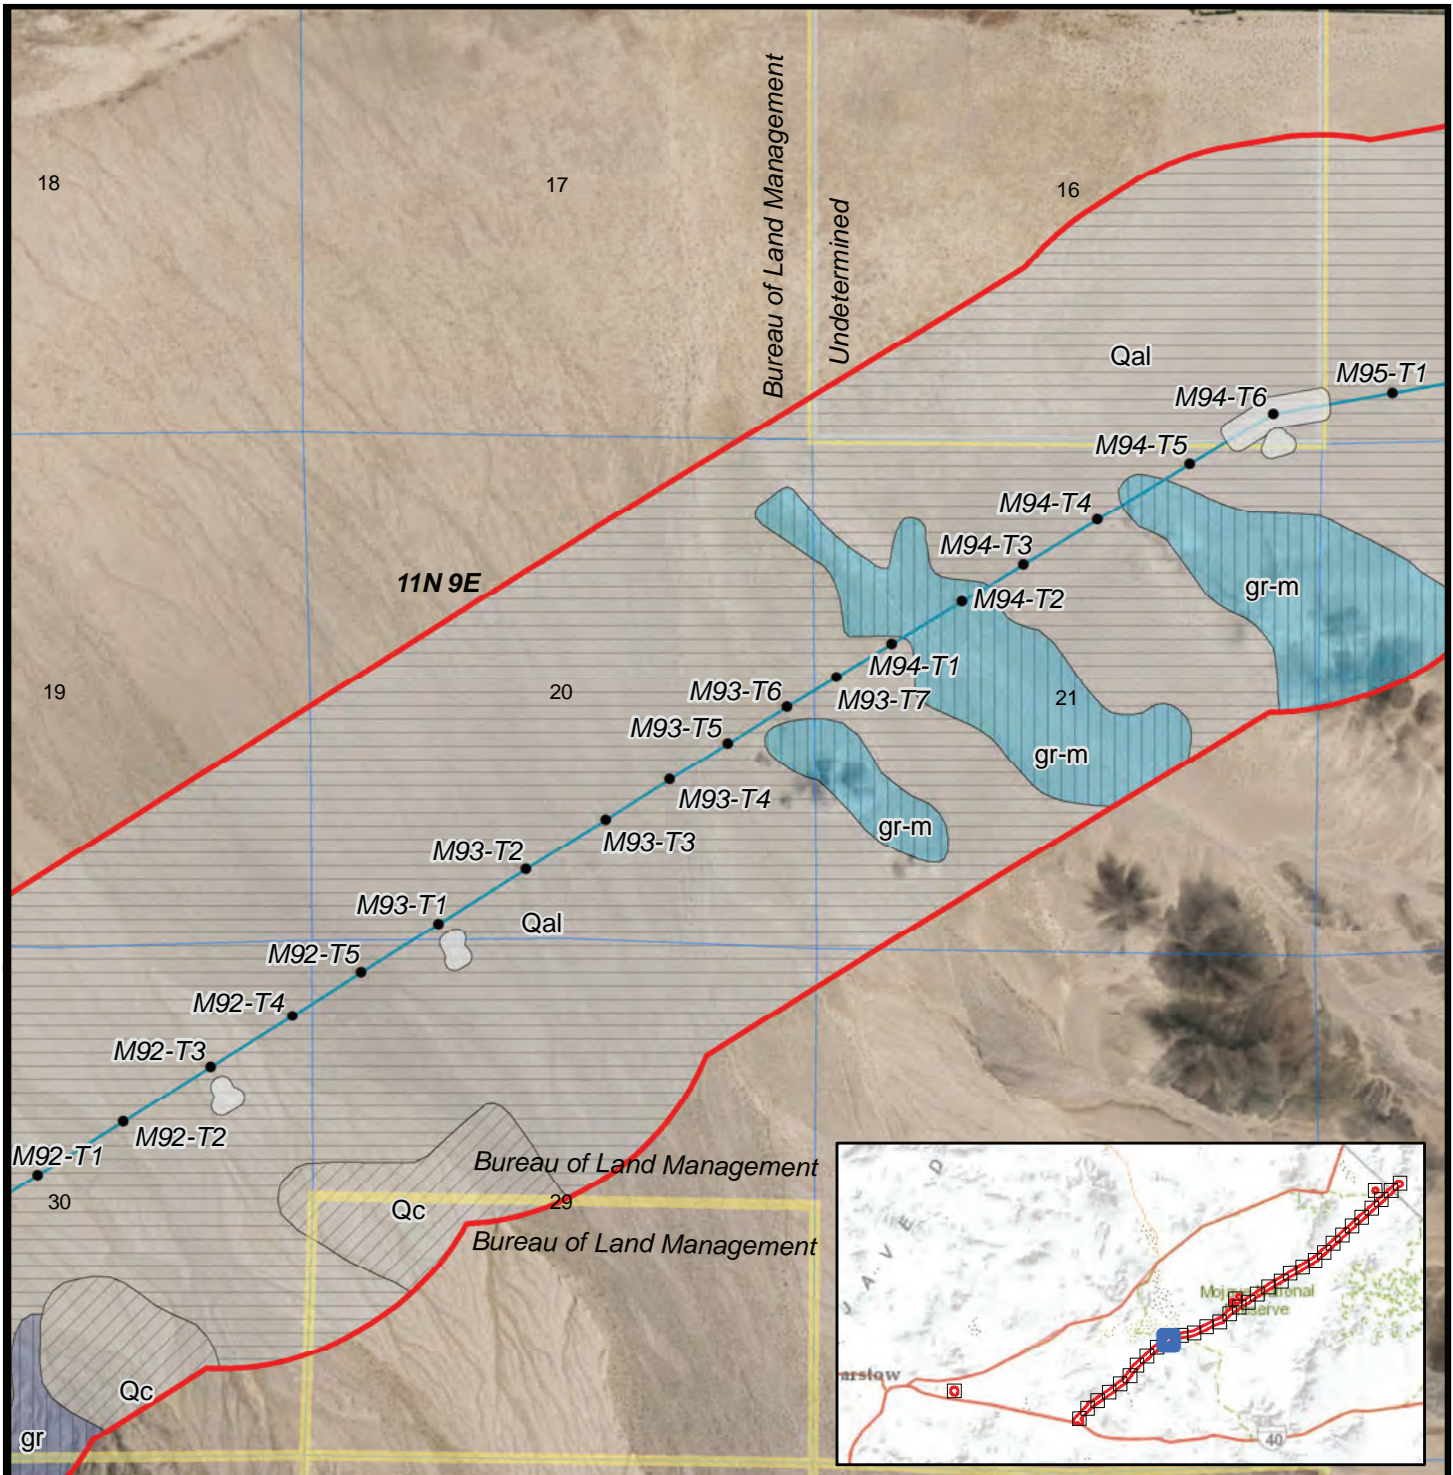 Bureau of Land Management
Undetermined
18
17
16
Qal
M95-T1
M94-T6
M94-T5
M94-T4
M94-T3
M94-T2
gr-m
11N 9E
M94-T1
19
20
M93-T6
M93-T7
21
M93-T5
gr-m
M93-T4
gr-m
M93-T3
M93-T2
M93-T1
Qal
M92-T5
M92-T4
M92-T3
M92-T2
M92-T1
Bureau of Land Management
30
Qc
29
Bureau of Land Management
Qc
gr
J A V E D
arstow
40